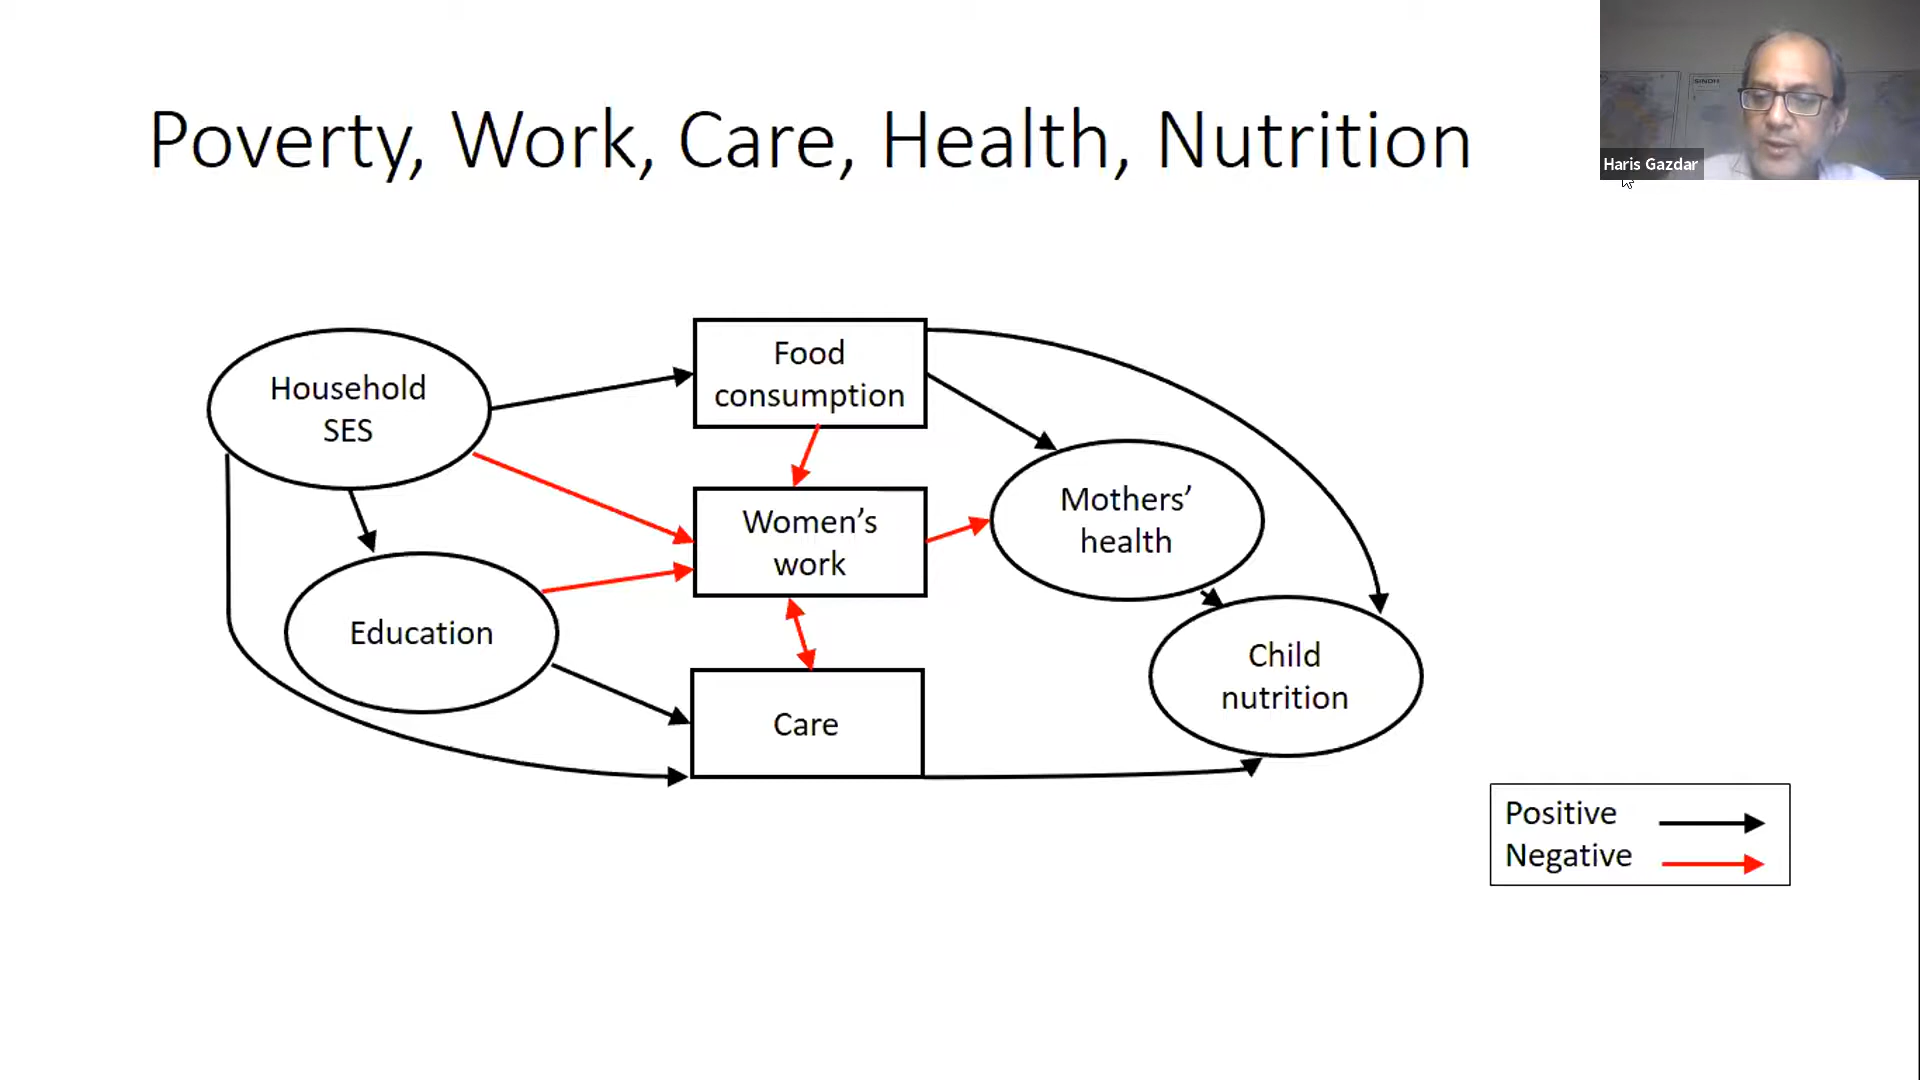 Poverty, Work, Care, Health, Nutrition
SINDH
Haris Gazdar
Household
SES
Food
consumption
Women’s
work
Mothers’
health
Education
Care
Child
nutrition
Positive
Negative